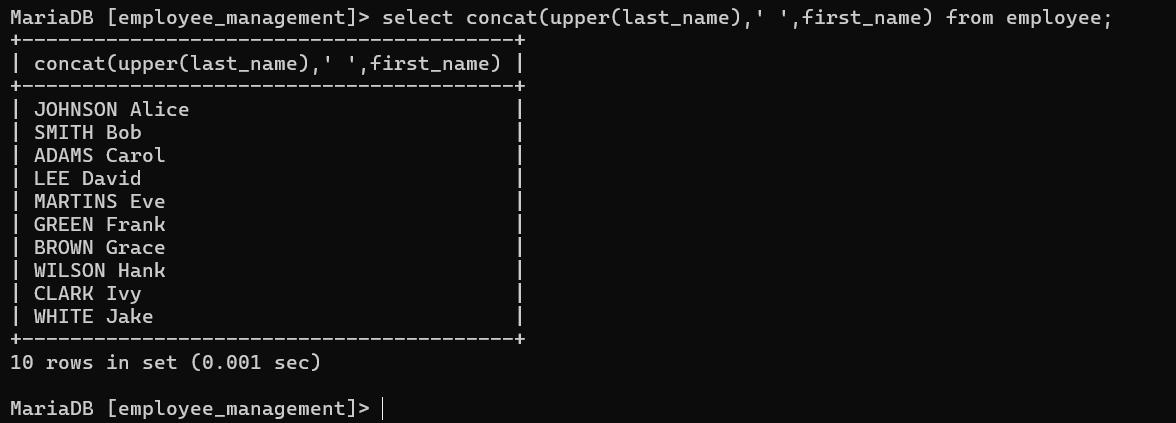 MariaDB [employee_management]> select concat(upper(last_name),' ',first_name) from employee;
+-----------------------------------------+
| concat(upper(last_name),' ',first_name) |
+-----------------------------------------+
| JOHNSON Alice                           |
| SMITH Bob                               |
| ADAMS Carol                             |
| LEE David                               |
| MARTINS Eve                             |
| GREEN Frank                             |
| BROWN Grace                             |
| WILSON Hank                             |
| CLARK Ivy                               |
| WHITE Jake                              |
+-----------------------------------------+
10 rows in set (0.001 sec)

MariaDB [employee_management]>